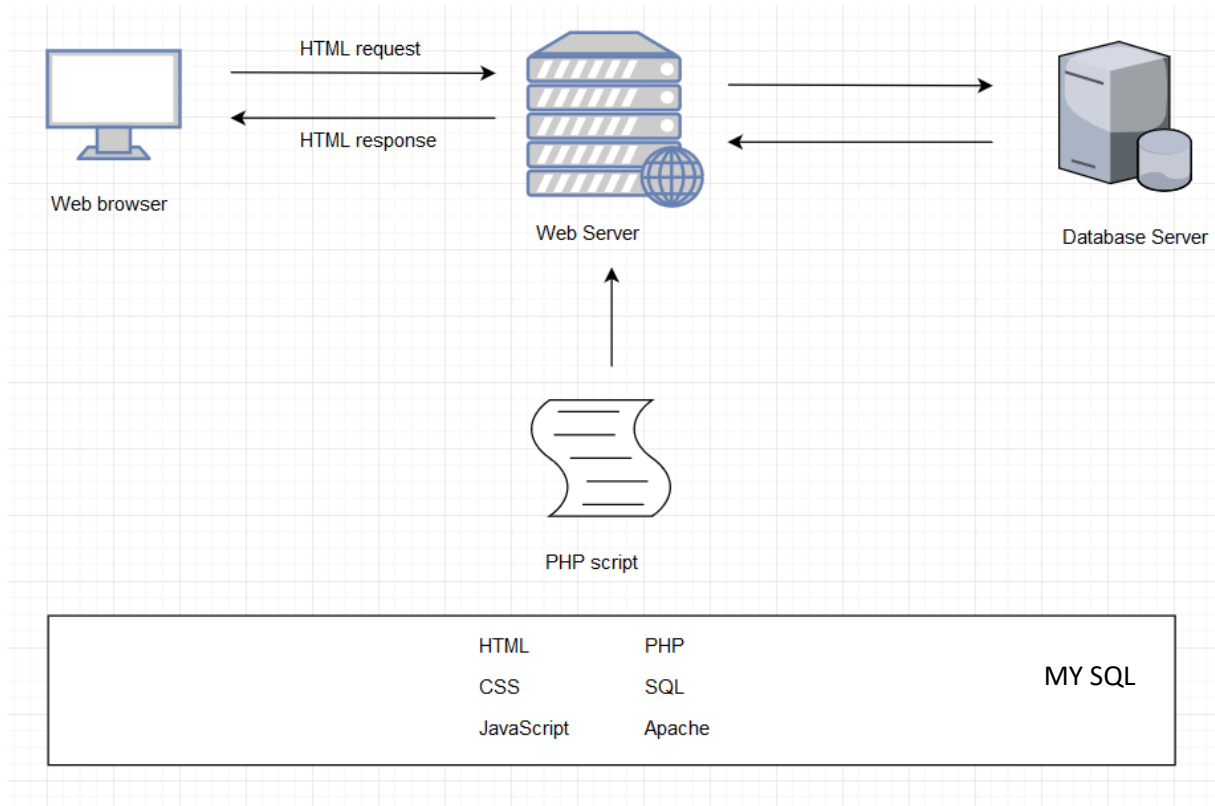 HTML request
HTML response
Web browser
Web Server
Database Server
PHP script
HTML PHP
CSS SQL
JavaScript Apache
MY SQL